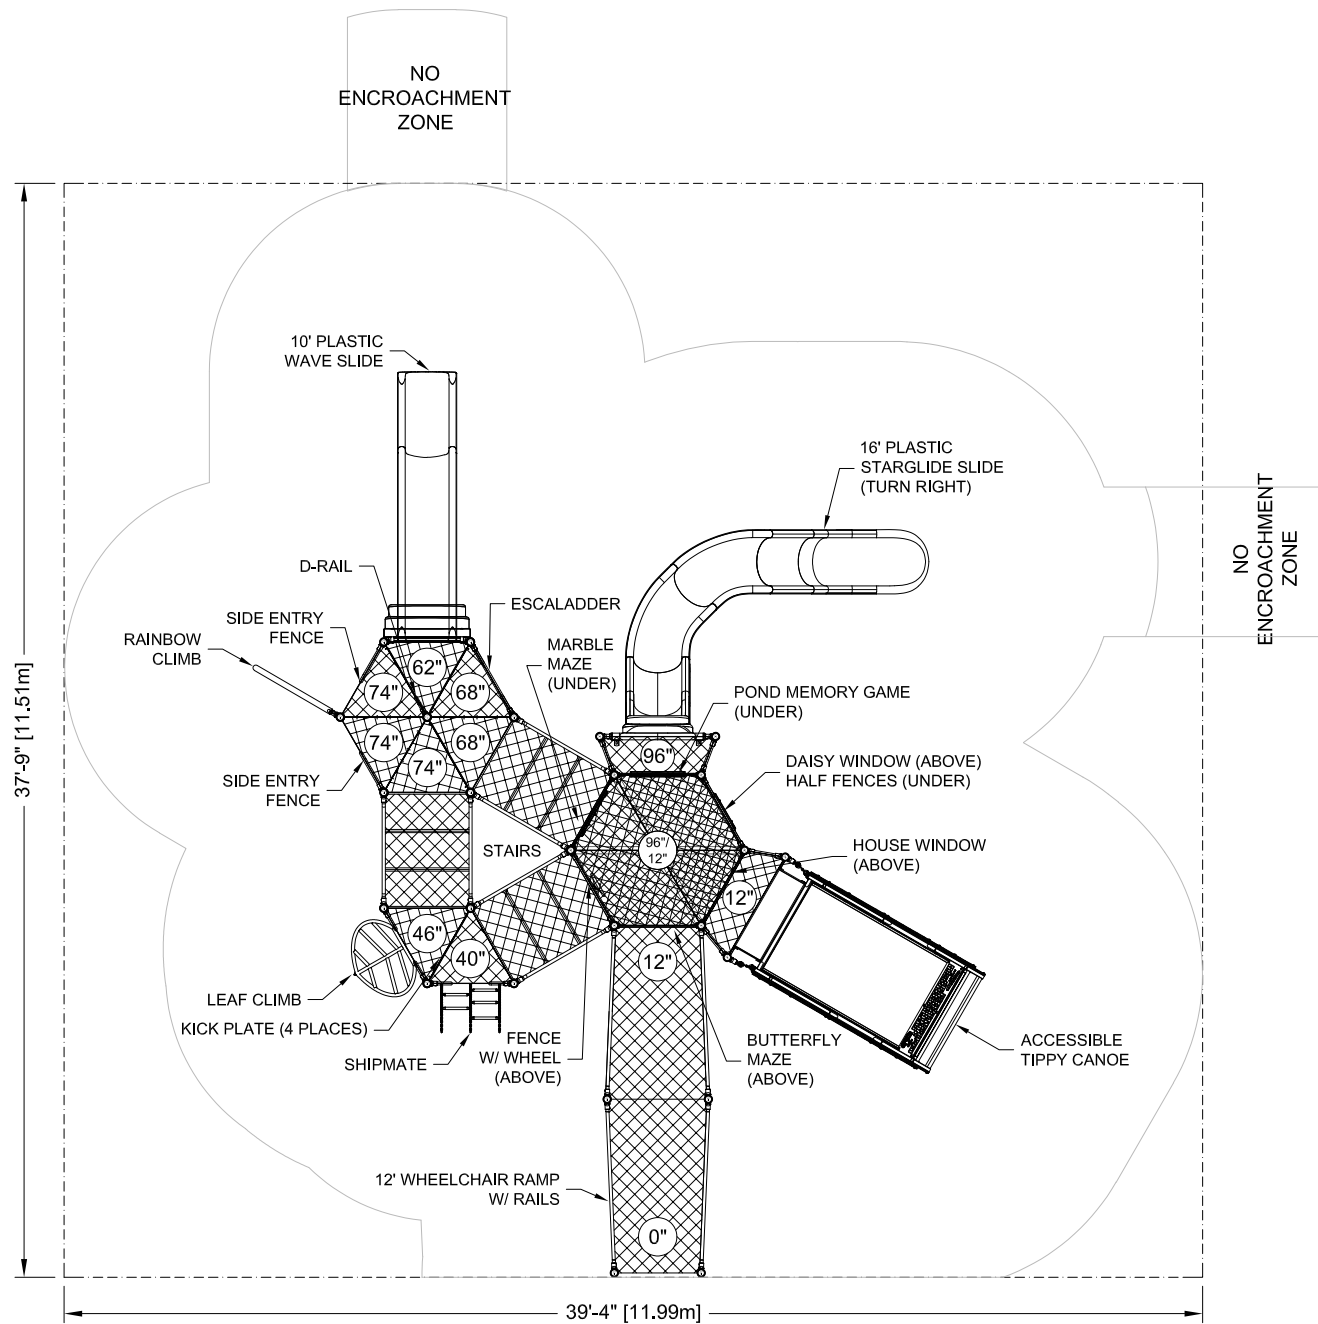 NO
ENCROACHMENT
ZONE
10' PLASTIC
WAVE SLIDE
16' PLASTIC
STARGLIDE SLIDE
(TURN RIGHT)
NO
ENCROACHMENT
ZONE
D-RAIL
SIDE ENTRY
FENCE
ESCALADDER
RAINBOW
CLIMB
MARBLE
MAZE
(UNDER)
62"
74"
68"
POND MEMORY GAME
(UNDER)
37'-9" [11.51m]
74"
68"
74"
96"
DAISY WINDOW (ABOVE)
HALF FENCES (UNDER)
SIDE ENTRY
FENCE
STAIRS
96"/
12"
HOUSE WINDOW
(ABOVE)
12"
46"
40"
12"
LEAF CLIMB
KICK PLATE (4 PLACES)
SHIPMATE
FENCE
W/ WHEEL
(ABOVE)
BUTTERFLY
MAZE
(ABOVE)
ACCESSIBLE
TIPPY CANOE
12' WHEELCHAIR RAMP
W/ RAILS
0"
39'-4" [11.99m]